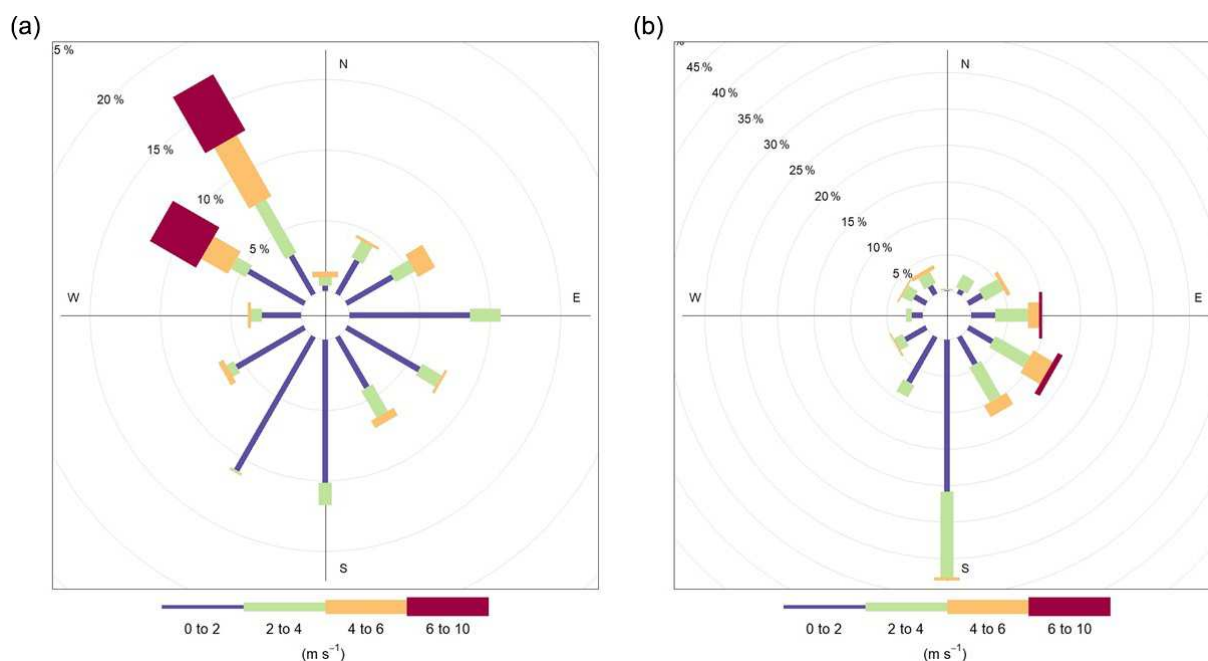 (a)
(b)
5 %
N
20 %
15 %
10 %
5 %
W
E
S
0 to 2
2 to 4
4 to 6
6 to 10
(m s⁻¹)
%
N
45 %
40 %
35 %
30 %
25 %
20 %
15 %
10 %
5 %
W
E
S
0 to 2
2 to 4
4 to 6
6 to 10
(m s⁻¹)